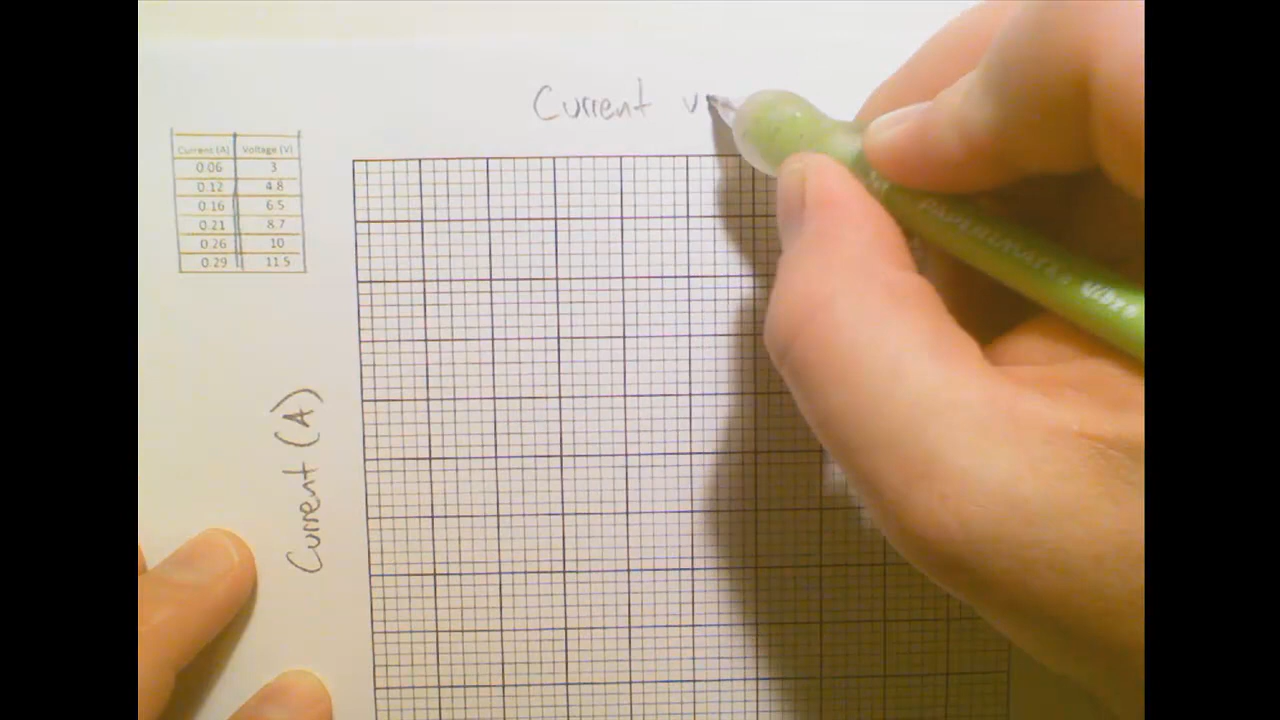 Current v
Current (A) Voltage (V)
0.06 3
0.12 4.8
0.16 6.5
0.21 8.7
0.26 10
0.29 11.5
Current (A)